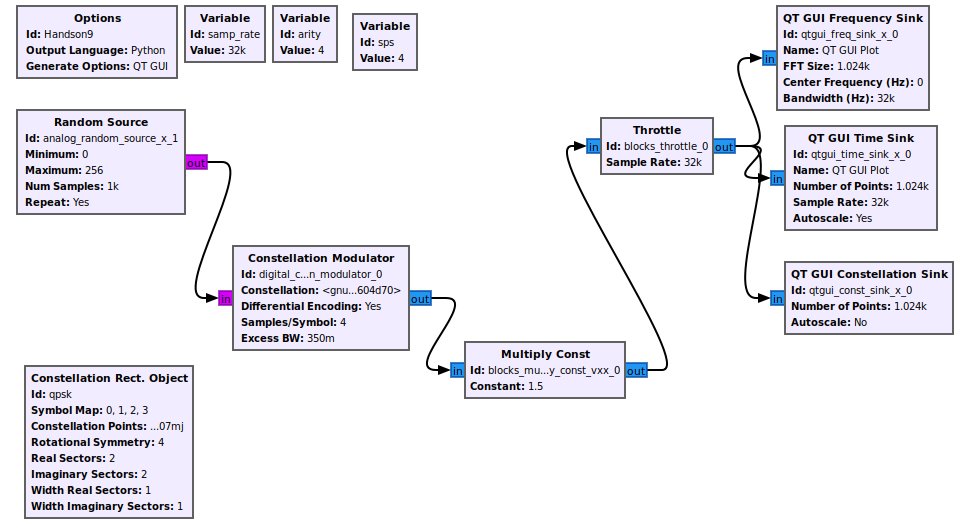 Options
Id: Handson9
Output Language: Python
Generate Options: QT GUI
Variable
Id: samp_rate
Value: 32k
Variable
Id: arity
Value: 4
Variable
Id: sps
Value: 4
QT GUI Frequency Sink
Id: qtgui_freq_sink_x_0
Name: QT GUI Plot
FFT Size: 1.024k
Center Frequency (Hz): 0
Bandwidth (Hz): 32k
in
Random Source
Id: analog_random_source_x_1
Minimum: 0
Maximum: 256
Num Samples: 1k
Repeat: Yes
out
Throttle
Id: blocks_throttle_0
Sample Rate: 32k
in
out
QT GUI Time Sink
Id: qtgui_time_sink_x_0
Name: QT GUI Plot
Number of Points: 1.024k
Sample Rate: 32k
Autoscale: Yes
in
Constellation Modulator
Id: digital_c...n_modulator_0
Constellation: <gnu...604d70>
Differential Encoding: Yes
Samples/Symbol: 4
Excess BW: 350m
in
out
QT GUI Constellation Sink
Id: qtgui_const_sink_x_0
Number of Points: 1.024k
Autoscale: No
in
Multiply Const
Id: blocks_mu...y_const_vxx_0
Constant: 1.5
in
out
Constellation Rect. Object
Id: qpsk
Symbol Map: 0, 1, 2, 3
Constellation Points: ...07mj
Rotational Symmetry: 4
Real Sectors: 2
Imaginary Sectors: 2
Width Real Sectors: 1
Width Imaginary Sectors: 1